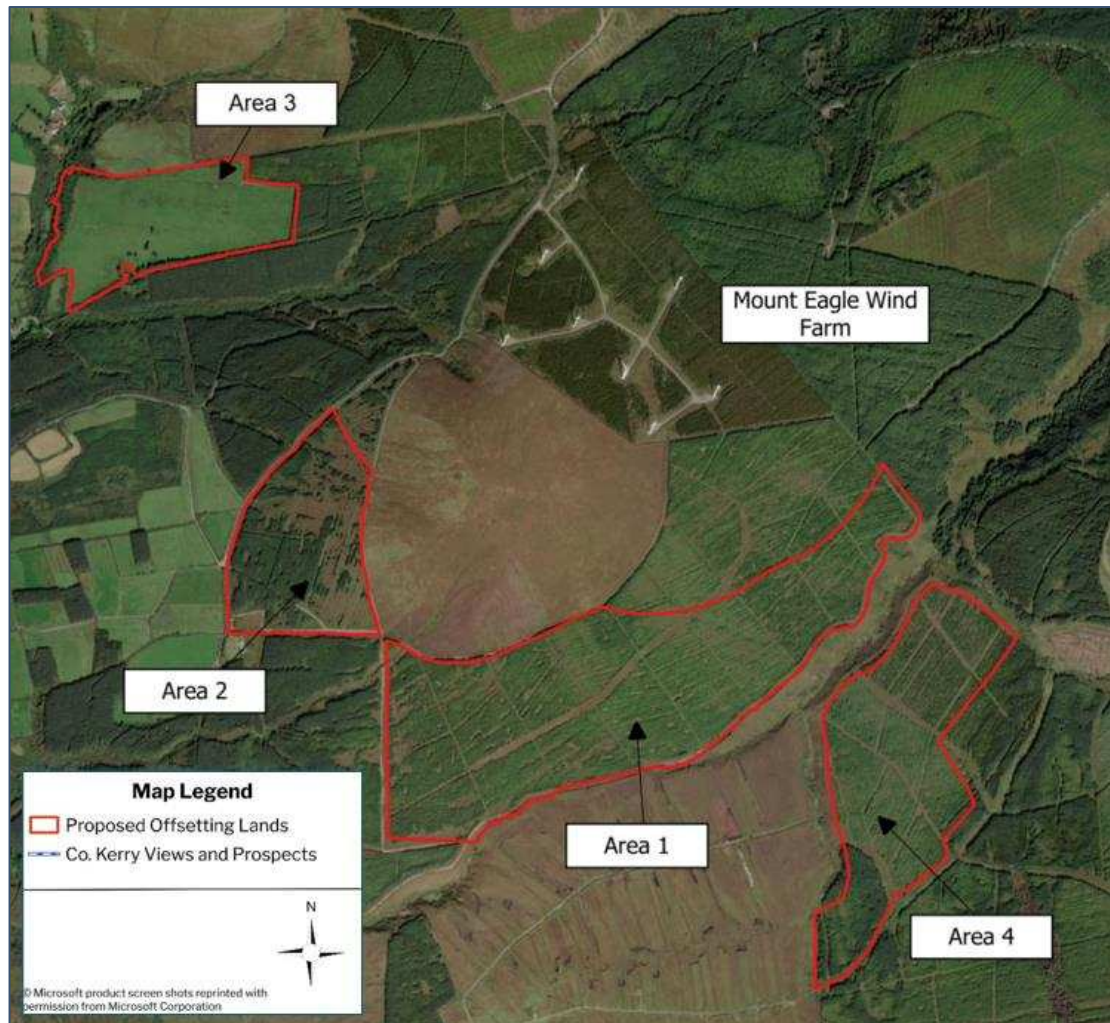 Area 3
Mount Eagle Wind
Farm
Area 2
Area 1
Area 4
Map Legend
Proposed Offsetting Lands
Co. Kerry Views and Prospects
N
© Microsoft product screen shots reprinted with
permission from Microsoft Corporation